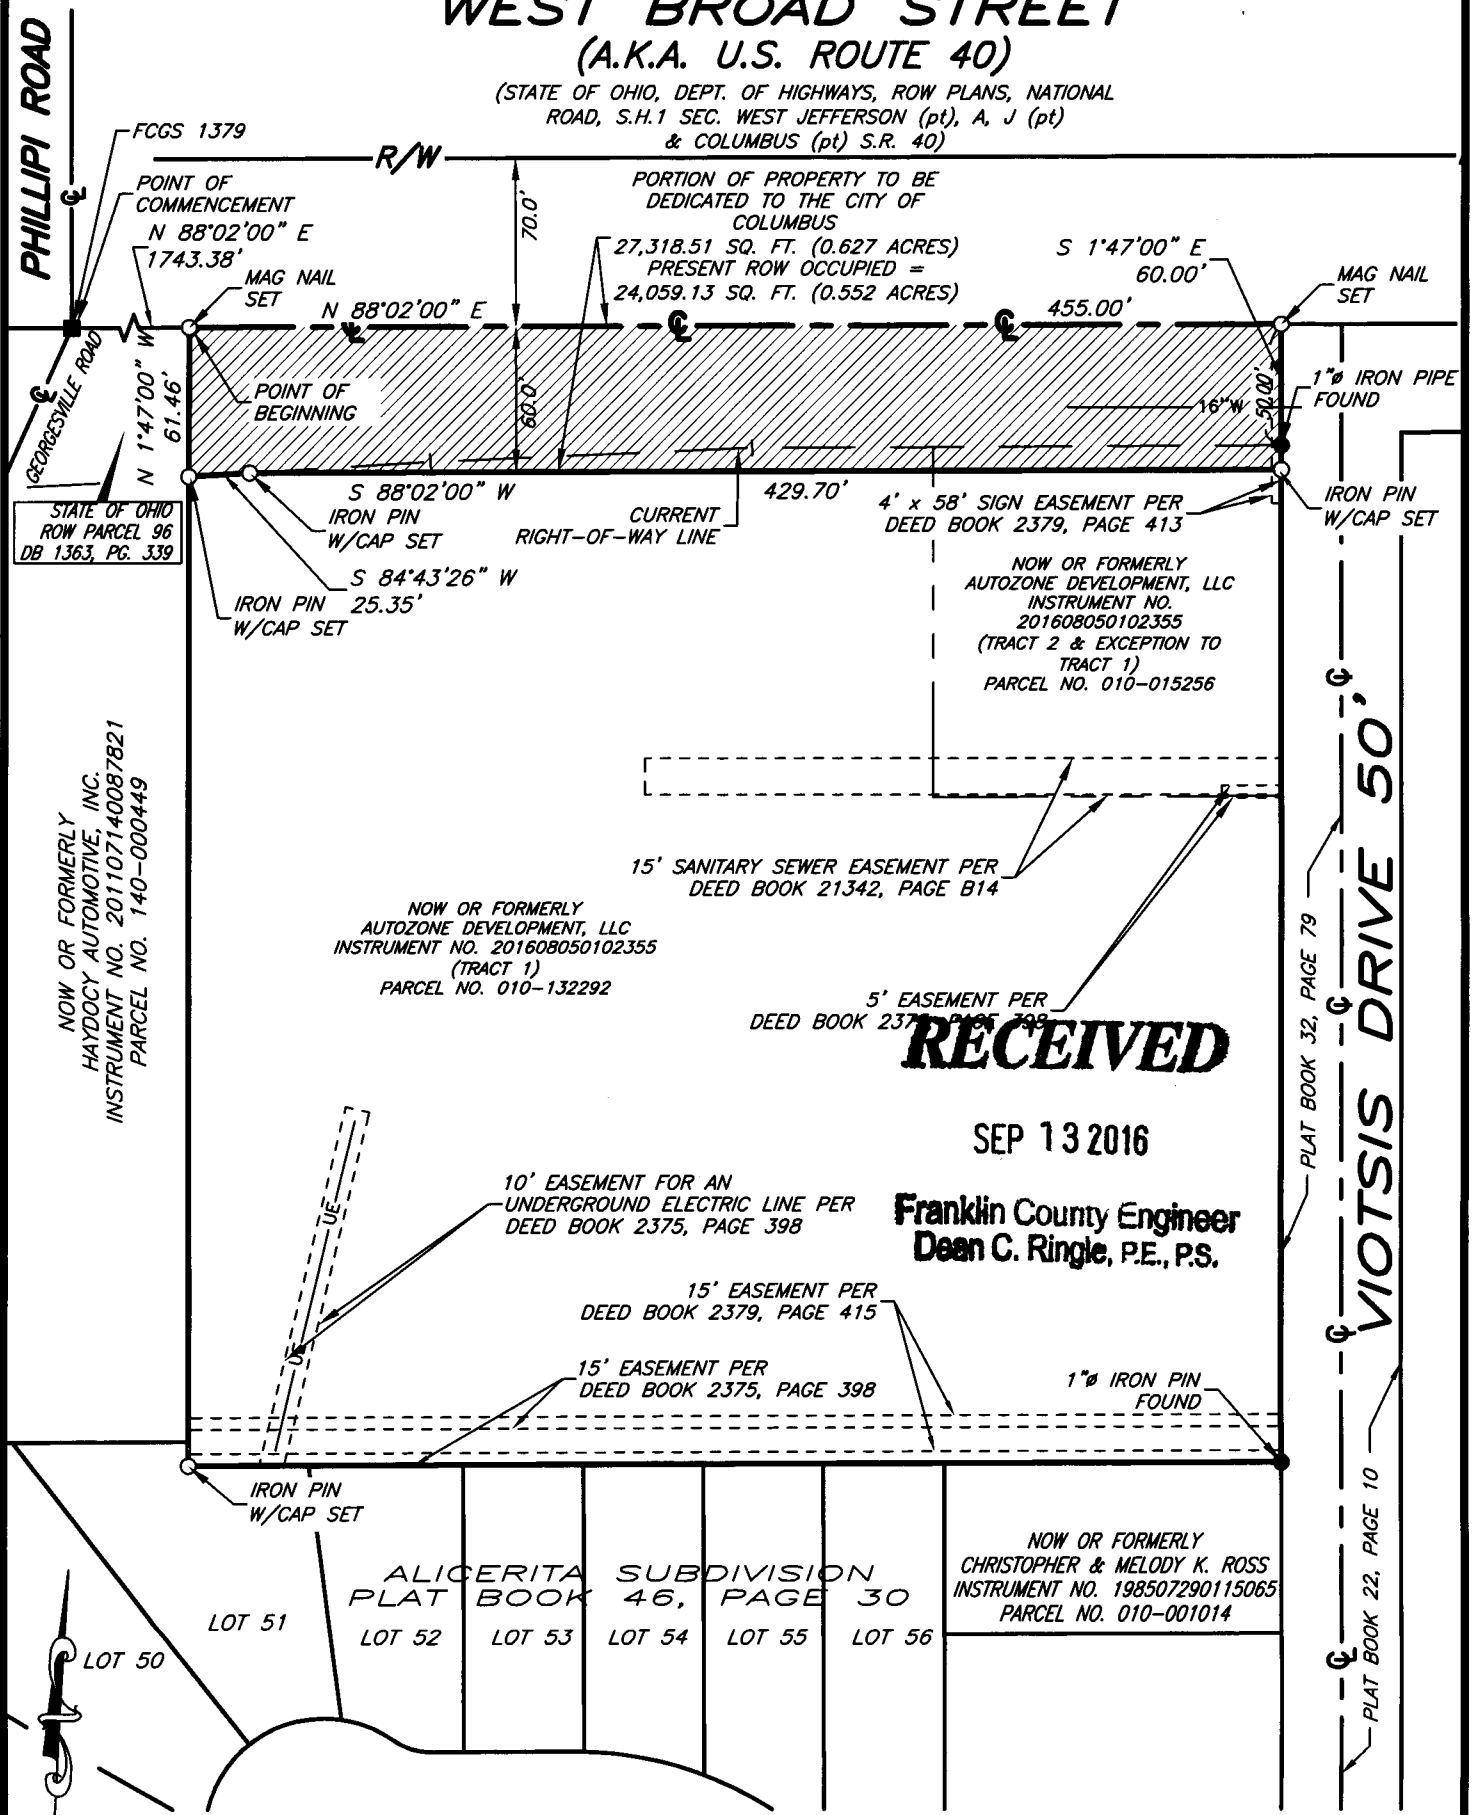 WEST BROAD STREET
(A.K.A. U.S. ROUTE 40)
(STATE OF OHIO, DEPT. OF HIGHWAYS, ROW PLANS, NATIONAL
ROAD, S.H.1 SEC. WEST JEFFERSON (pt), A, J (pt)
& COLUMBUS (pt) S.R. 40)
PHILLIPI ROAD
FCGS 1379
R/W
POINT OF
COMMENCEMENT
N 88°02'00" E
1743.38'
MAG NAIL
SET
70.0'
PORTION OF PROPERTY TO BE
DEDICATED TO THE CITY OF
COLUMBUS
27,318.51 SQ. FT. (0.627 ACRES)
PRESENT ROW OCCUPIED =
24,059.13 SQ. FT. (0.552 ACRES)
S 1°47'00" E
60.00'
MAG NAIL
SET
N 88°02'00" E
455.00'
GEORGESVILLE ROAD
N 1°47'00" W
61.46'
POINT OF
BEGINNING
60.0'
16"W
50.00'
1"ø IRON PIPE
FOUND
STATE OF OHIO
ROW PARCEL 96
DB 1363, PG. 339
S 88°02'00" W
429.70'
IRON PIN
W/CAP SET
CURRENT
RIGHT-OF-WAY LINE
4' x 58' SIGN EASEMENT PER
DEED BOOK 2379, PAGE 413
IRON PIN
W/CAP SET
S 84°43'26" W
25.35'
IRON PIN
W/CAP SET
NOW OR FORMERLY
AUTOZONE DEVELOPMENT, LLC
INSTRUMENT NO.
201608050102355
(TRACT 2 & EXCEPTION TO
TRACT 1)
PARCEL NO. 010-015256
NOW OR FORMERLY
HAYDOCY AUTOMOTIVE, INC.
INSTRUMENT NO. 201107140087821
PARCEL NO. 140-000449
15' SANITARY SEWER EASEMENT PER
DEED BOOK 21342, PAGE B14
NOW OR FORMERLY
AUTOZONE DEVELOPMENT, LLC
INSTRUMENT NO. 201608050102355
(TRACT 1)
PARCEL NO. 010-132292
5' EASEMENT PER
DEED BOOK PAGE 398
RECEIVED
SEP 13 2016
Franklin County Engineer
Dean C. Ringle, P.E., P.S.
PLAT BOOK 32, PAGE 79
VIOTSIS DRIVE 50'
UE
10' EASEMENT FOR AN
UNDERGROUND ELECTRIC LINE PER
DEED BOOK 2375, PAGE 398
UE
15' EASEMENT PER
DEED BOOK 2379, PAGE 415
15' EASEMENT PER
DEED BOOK 2375, PAGE 398
1"ø IRON PIN
FOUND
IRON PIN
W/CAP SET
ALICERITA SUBDIVISION
PLAT BOOK 46, PAGE 30
LOT 50
LOT 51
LOT 52
LOT 53
LOT 54
LOT 55
LOT 56
NOW OR FORMERLY
CHRISTOPHER & MELODY K. ROSS
INSTRUMENT NO. 198507290115065
PARCEL NO. 010-001014
PLAT BOOK 22, PAGE 10